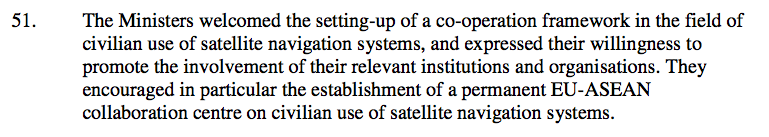 51. The Ministers welcomed the setting-up of a co-operation framework in the field of
civilian use of satellite navigation systems, and expressed their willingness to
promote the involvement of their relevant institutions and organisations. They
encouraged in particular the establishment of a permanent EU-ASEAN
collaboration centre on civilian use of satellite navigation systems.